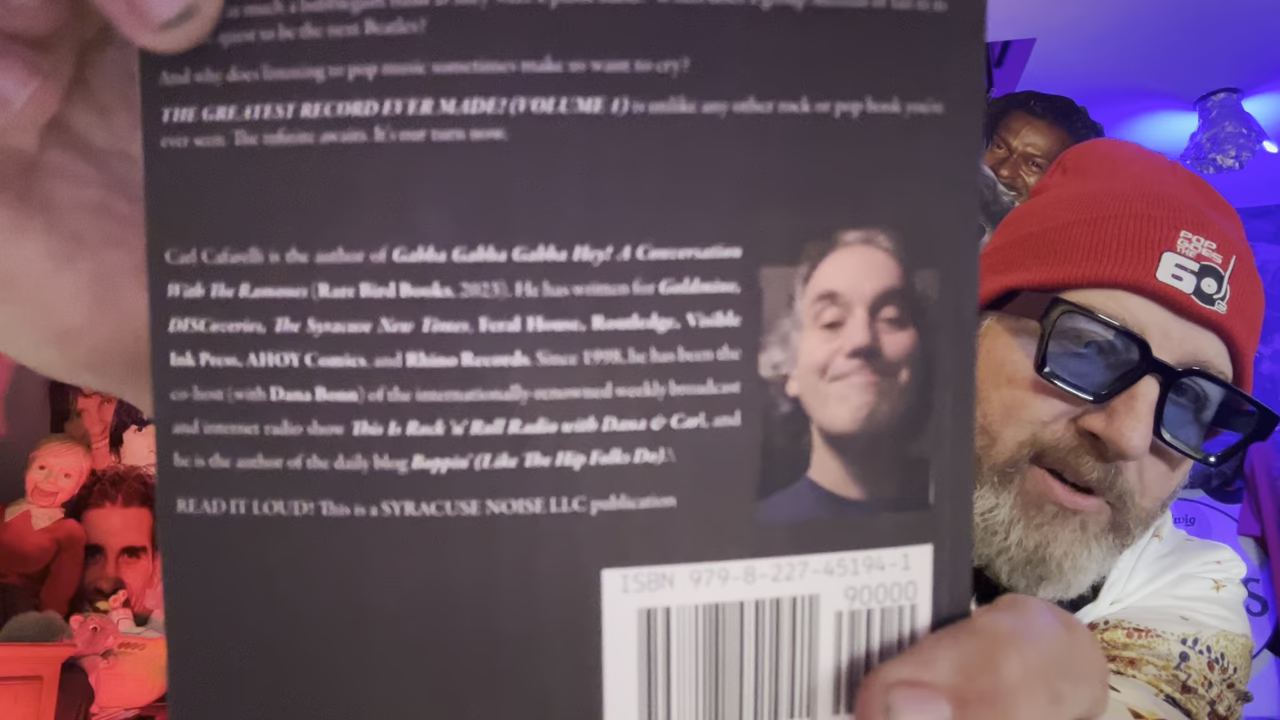 quest to be the next Beatles?
And why does listening to pop music sometimes make us want to cry?
THE GREATEST RECORD EVER MADE! (VOLUME 1) is unlike any other rock or pop book you've
ever seen. The infinite awaits. It's our turn now.
Carl Cafarelli is the author of Gabba Gabba Gabba Hey! A Conversation
With The Ramones (Rare Bird Books, 2023). He has written for Goldmine,
DISCoveries, The Syracuse New Times, Feral House, Routledge, Visible
Ink Press, AHOY Comics, and Rhino Records. Since 1998, he has been the
co-host (with Dana Bonn) of the internationally-renowned weekly broadcast
and internet radio show This Is Rock 'n' Roll Radio with Dana & Carl, and
he is the author of the daily blog Boppin' (Like The Hip Folks Do).\
READ IT LOUD! This is a SYRACUSE NOISE LLC publication
ISBN 979-8-227-45194-1
90000
POP
GOES
THE
60s
wig
S